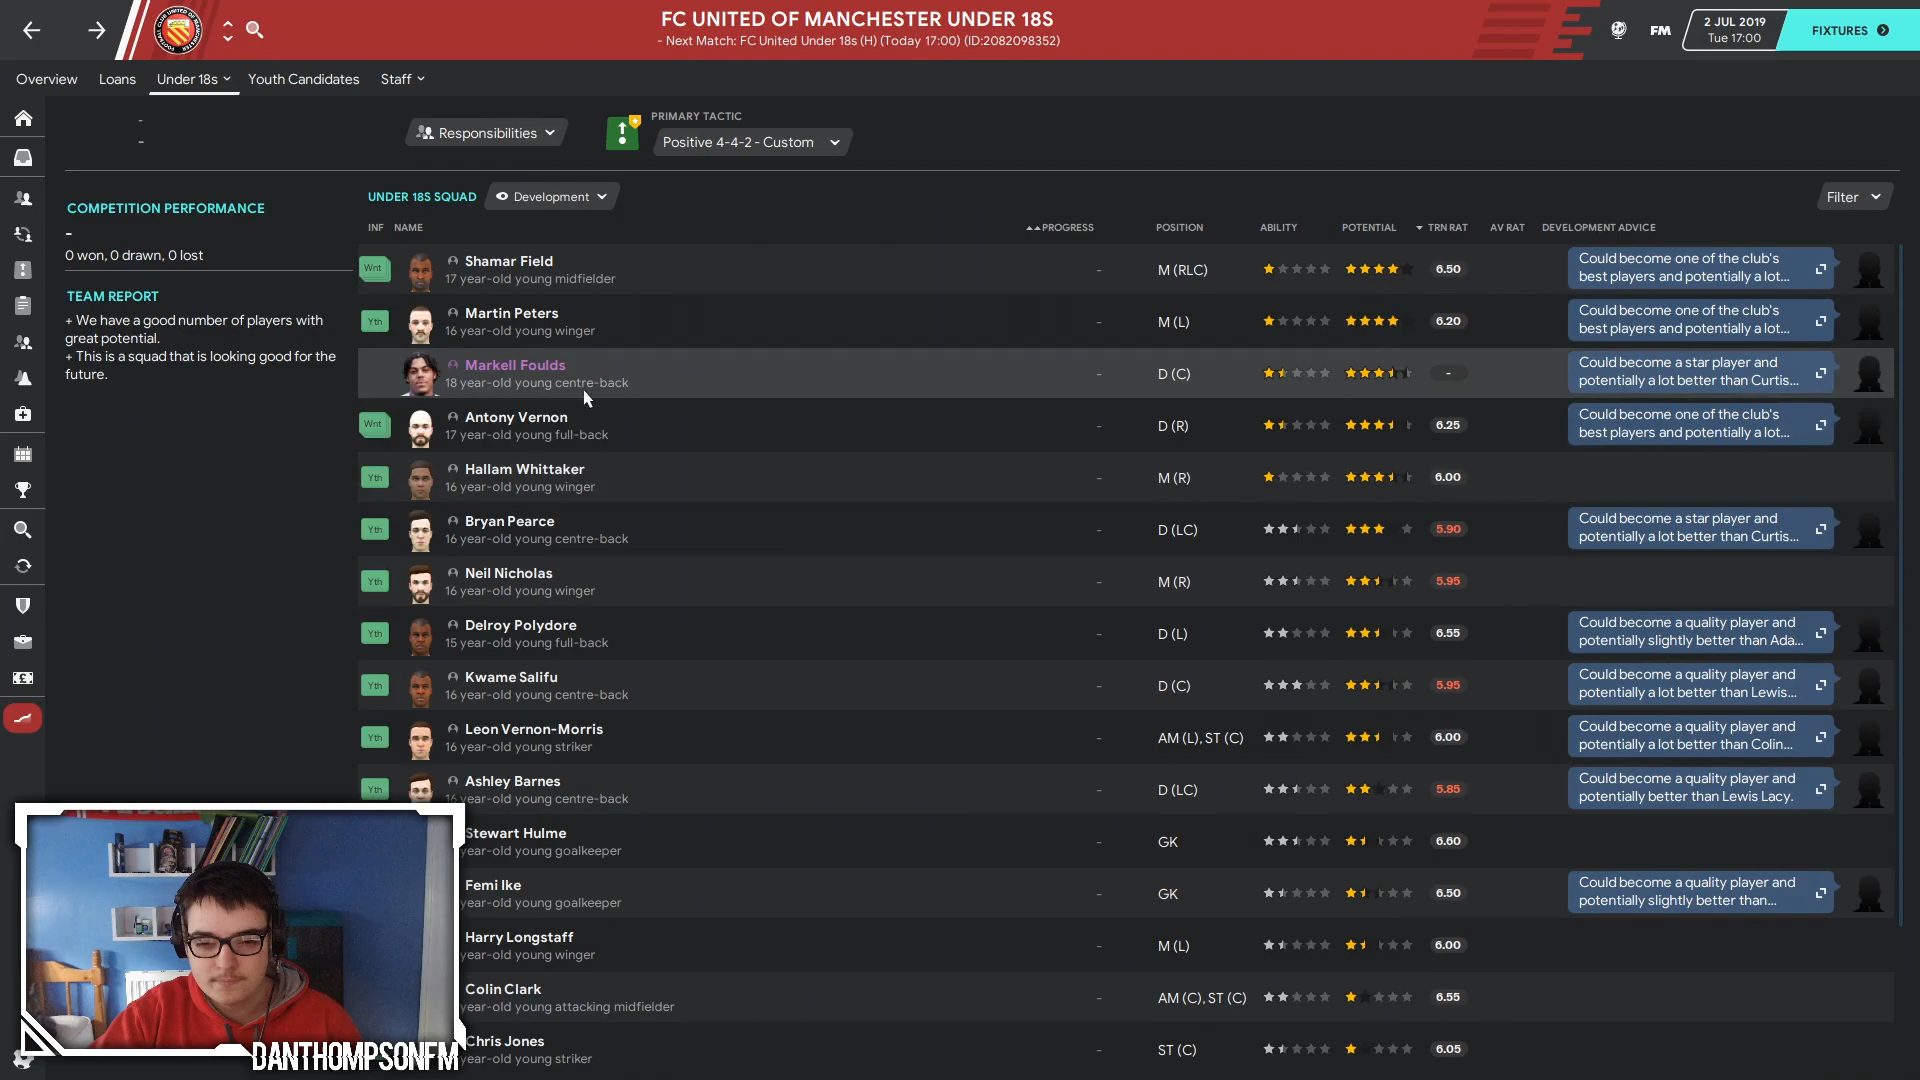 FC UNITED OF MANCHESTER UNDER 18S
- Next Match: FC United Under 18s (H) (Today 17:00) (ID:2082098352)
FM
2 JUL 2019
Tue 17:00
FIXTURES
Overview
Loans
Under 18s
Youth Candidates
Staff
-
-
Responsibilities
PRIMARY TACTIC
Positive 4-4-2 - Custom
COMPETITION PERFORMANCE
-
0 won, 0 drawn, 0 lost
TEAM REPORT
+ We have a good number of players with
great potential.
+ This is a squad that is looking good for the
future.
UNDER 18S SQUAD
Development
Filter
INF NAME PROGRESS POSITION ABILITY POTENTIAL TRN RAT AV RAT DEVELOPMENT ADVICE
Wnt Shamar Field - M (RLC) 6.50 Could become one of the club's
17 year-old young midfielder potentially a lot...
Yth Martin Peters - M (L) 6.20 Could become one of the club's
16 year-old young winger best players and potentially a lot...
Markell Foulds - D (C) - Could become a star player and
18 year-old young centre-back potentially a lot better than Curtis...
Wnt Antony Vernon - D (R) 6.25 Could become one of the club's
17 year-old young full-back best players and potentially a lot...
Yth Hallam Whittaker - M (R) 6.00
16 year-old young winger
Yth Bryan Pearce - D (LC) 5.90 Could become a star player and
16 year-old young centre-back potentially a lot better than Curtis...
Yth Neil Nicholas - M (R) 5.95
16 year-old young winger
Yth Delroy Polydore - D (L) 6.55 Could become a quality player and
15 year-old young full-back potentially slightly better than Ada...
Yth Kwame Salifu - D (C) 5.95 Could become a quality player and
16 year-old young centre-back potentially a lot better than Lewis...
Yth Leon Vernon-Morris - AM (L), ST (C) 6.00 Could become a quality player and
16 year-old young striker potentially a lot better than Colin...
Yth Ashley Barnes - D (LC) 5.85 Could become a quality player and
16 year-old young centre-back potentially better than Lewis Lacy.
Stewart Hulme - GK 6.60
year-old young goalkeeper
Femi Ike - GK 6.50 Could become a quality player and
year-old young goalkeeper potentially slightly better than...
Harry Longstaff - M (L) 6.00
year-old young winger
Colin Clark - AM (C), ST (C) 6.55
year-old young attacking midfielder
Chris Jones - ST (C) 6.05
year-old young striker
DANTHOMPSONFM